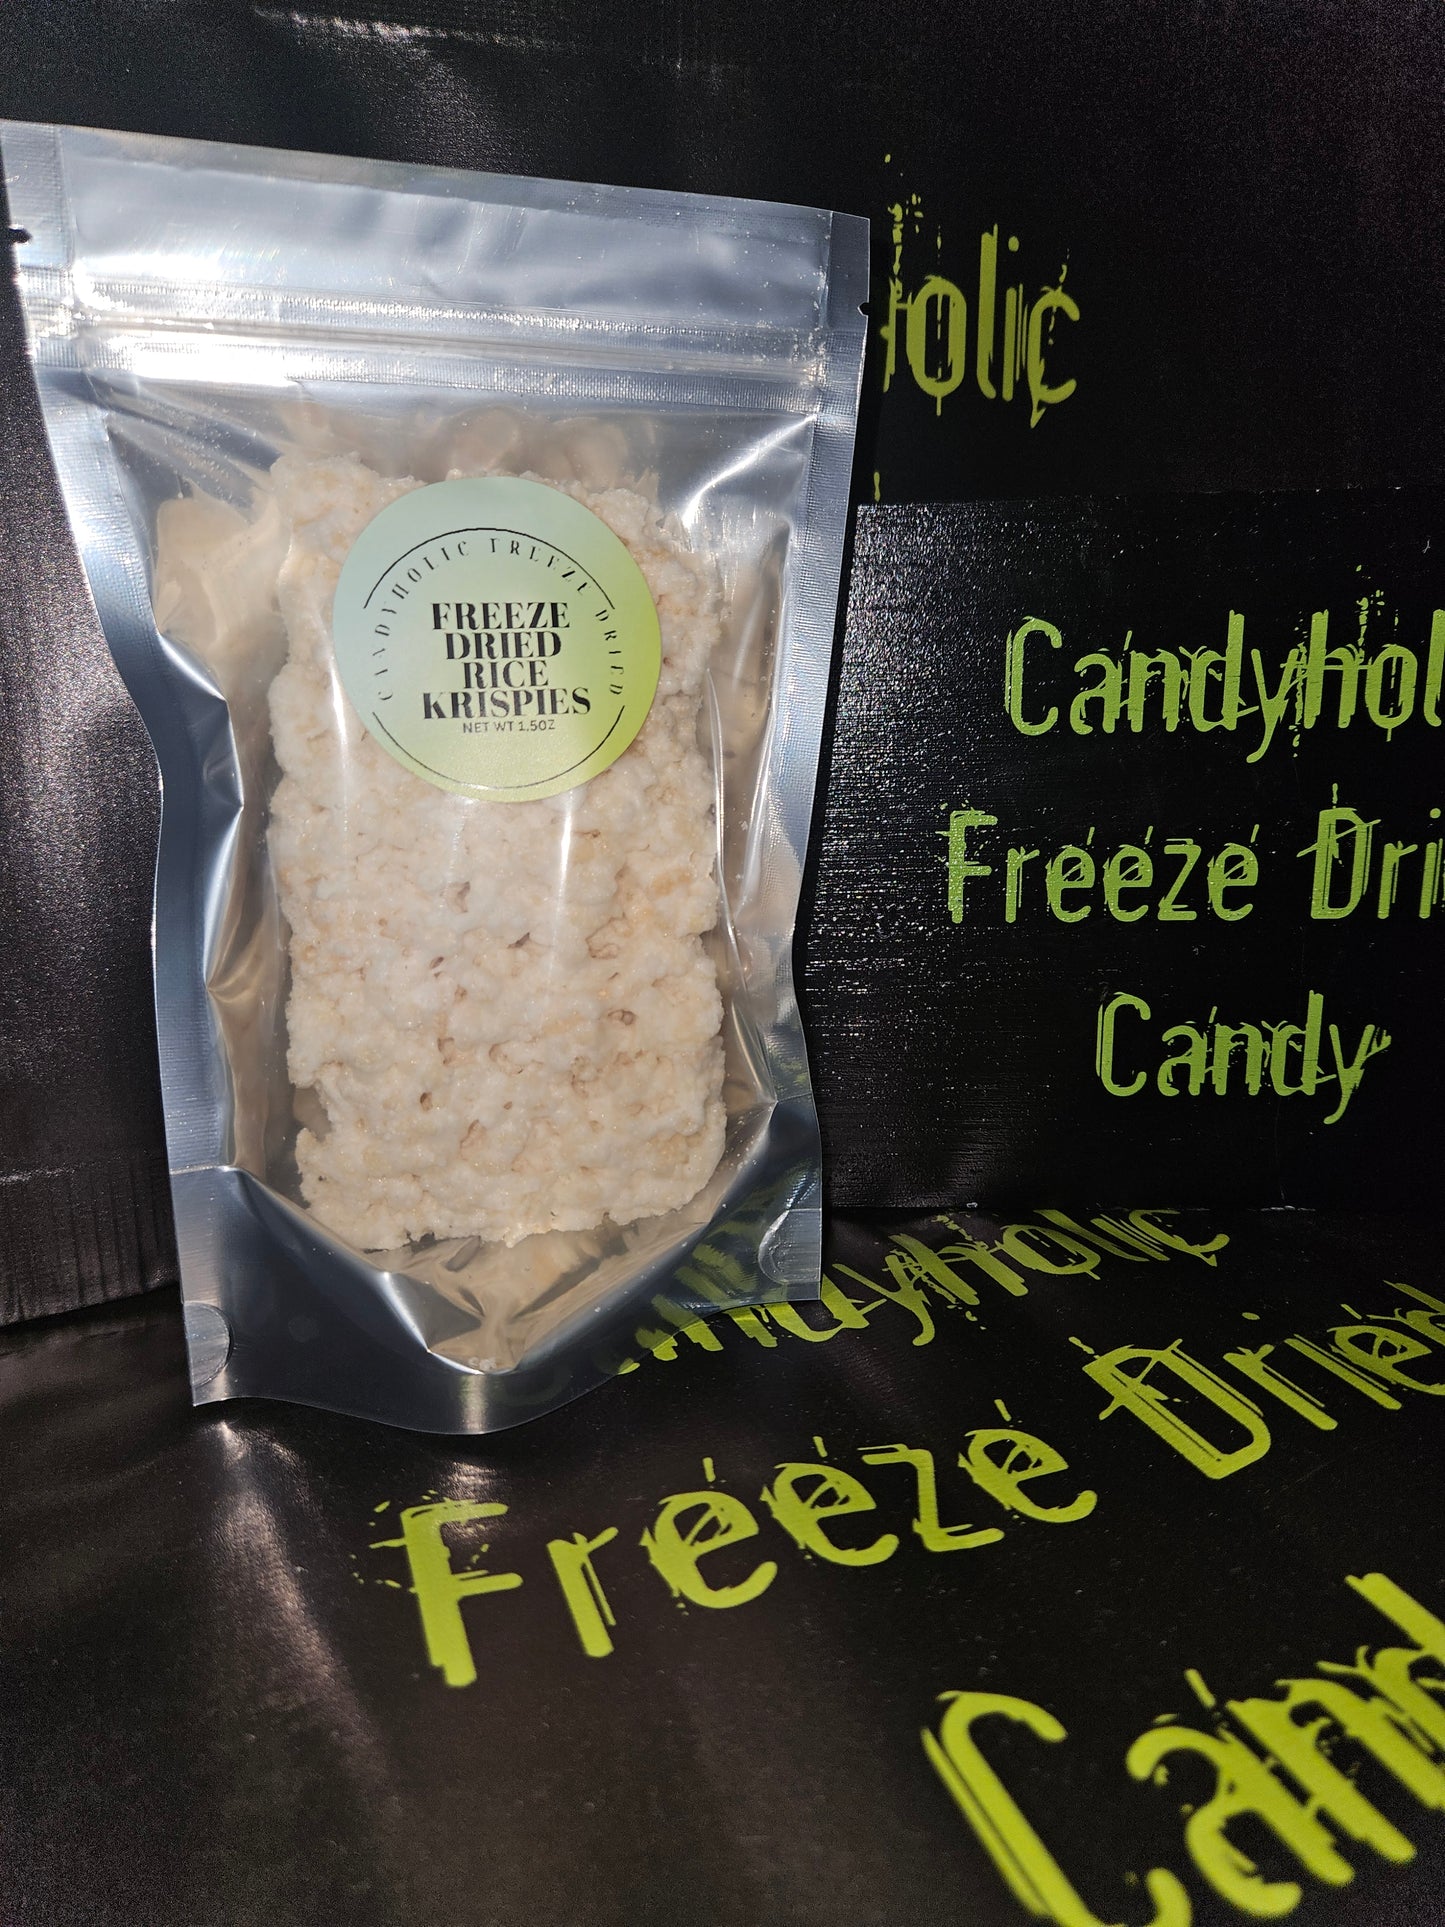 CANDYHOLIC FREEZE DRIED
FREEZE
DRIED
RICE
KRISPIES
NET WT 1.5OZ
holic
Candyhol
Freeze Dri
Candy
Candyholic
Freeze Dried
Cand